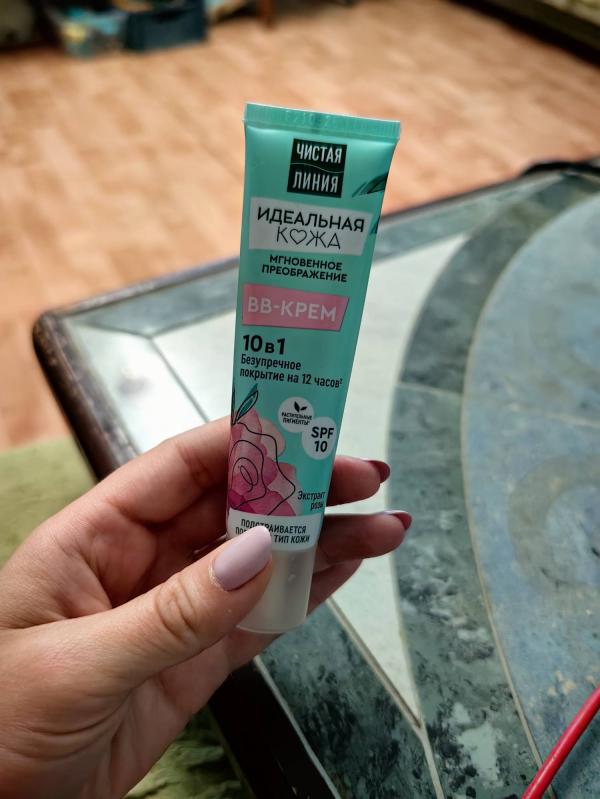 ЧИСТАЯ
ЛИНИЯ
ИДЕАЛЬНАЯ
КОЖА
МГНОВЕННОЕ
ПРЕОБРАЖЕНИЕ
BB-КРЕМ
10 в 1
Безупречное
покрытие на 12 часов²
РАСТИТЕЛЬНЫЕ
ПИГМЕНТЫ
SPF
10
Экстракт
розы
ПОДСТРАИВАЕТСЯ
ТИП КОЖИ